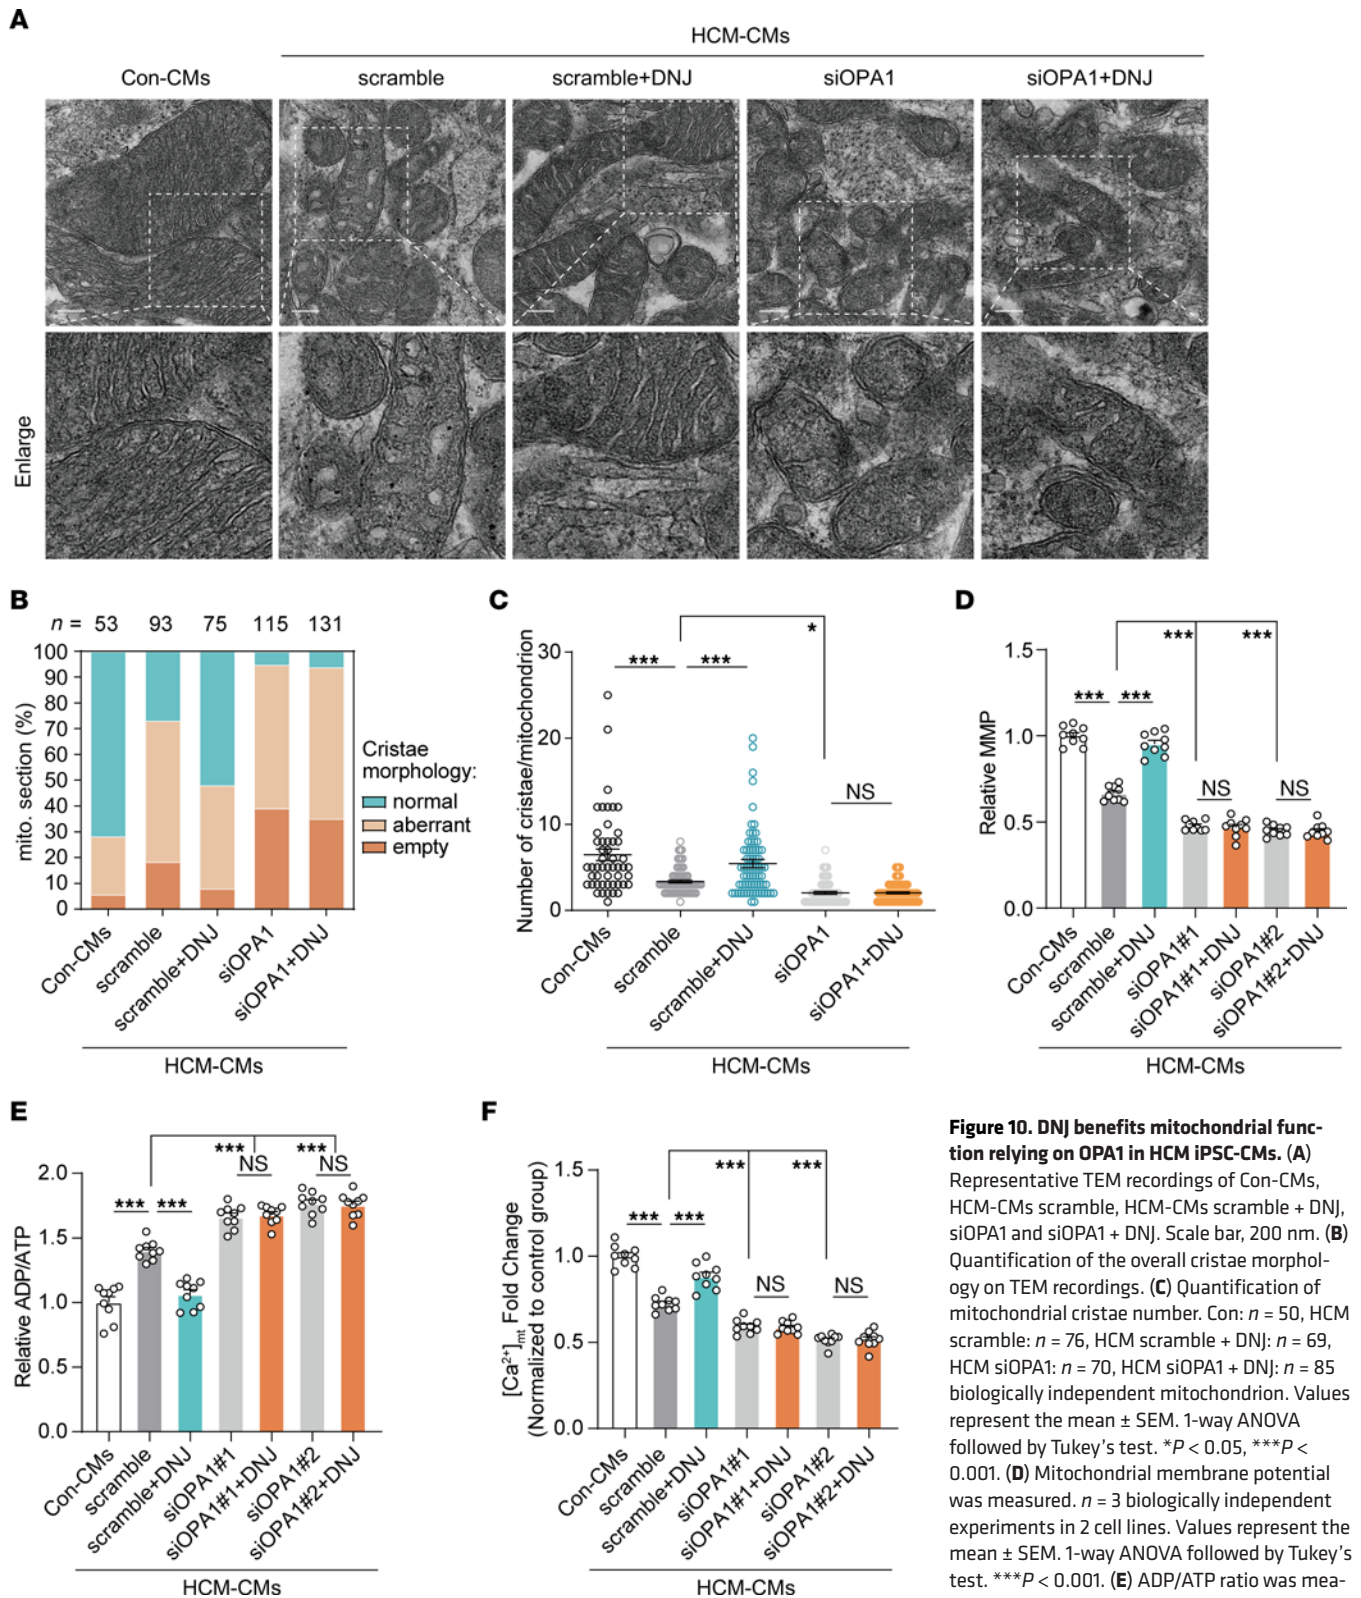 A
HCM-CMs
Con-CMs scramble scramble+DNJ siOPA1 siOPA1+DNJ
Enlarge
B
n = 53 93 75 115 131
mito. section (%)
100
90
80
70
60
50
40
30
20
10
0
Cristae
morphology:
normal
aberrant
empty
Con-CMs
scramble
scramble+DNJ
siOPA1
siOPA1+DNJ
HCM-CMs
C
Number of cristae/mitochondrion
30
20
10
0
*
*** ***
NS
Con-CMs
scramble
scramble+DNJ
siOPA1
siOPA1+DNJ
HCM-CMs
D
Relative MMP
1.5
1.0
0.5
0.0
*** ***
*** ***
NS NS
Con-CMs
scramble
scramble+DNJ
siOPA1#1
siOPA1#1+DNJ
siOPA1#2
siOPA1#2+DNJ
HCM-CMs
E
Relative ADP/ATP
2.0
1.5
1.0
0.5
0.0
*** ***
NS NS
*** ***
Con-CMs
scramble
scramble+DNJ
siOPA1#1
siOPA1#1+DNJ
siOPA1#2
siOPA1#2+DNJ
HCM-CMs
F
[Ca²⁺]mt Fold Change
(Normalized to control group)
1.5
1.0
0.5
0.0
*** ***
*** ***
NS NS
Con-CMs
scramble
scramble+DNJ
siOPA1#1
siOPA1#1+DNJ
siOPA1#2
siOPA1#2+DNJ
HCM-CMs
Figure 10. DNJ benefits mitochondrial func-
tion relying on OPA1 in HCM iPSC-CMs. (A)
Representative TEM recordings of Con-CMs,
HCM-CMs scramble, HCM-CMs scramble + DNJ,
siOPA1 and siOPA1 + DNJ. Scale bar, 200 nm. (B)
Quantification of the overall cristae morphol-
ogy on TEM recordings. (C) Quantification of
mitochondrial cristae number. Con: n = 50, HCM
scramble: n = 76, HCM scramble + DNJ: n = 69,
HCM siOPA1: n = 70, HCM siOPA1 + DNJ: n = 85
biologically independent mitochondrion. Values
represent the mean ± SEM. 1-way ANOVA
followed by Tukey's test. *P < 0.05, ***P <
0.001. (D) Mitochondrial membrane potential
was measured. n = 3 biologically independent
experiments in 2 cell lines. Values represent the
mean ± SEM. 1-way ANOVA followed by Tukey's
test. ***P < 0.001. (E) ADP/ATP ratio was mea-